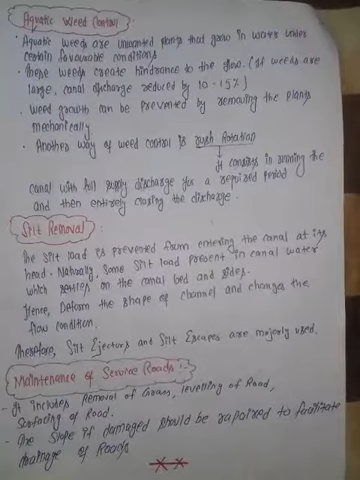 Aquatic Weed Control :
· Aquatic weeds are unwanted plants that grow in water under
certain favourable conditions
· These weeds create hindrance to the flow. (If weeds are
large, canal discharge reduced by 10-15%)
· Weed growth can be prevented by removing the plants
mechanically
· Another way of weed control is rush Rotation
It consists in running the
canal with full supply discharge for a required period
and then entirely closing the discharge.
Silt Removal :
The silt load is prevented from entering the canal at its
head. Naturally, some silt load present in canal water
which settles on the canal bed and sides.
Hence, Deform the shape of channel and changes the
flow condition.
Therefore, Silt Ejectors and Silt Escapes are majorly used.
Maintenance of Service Roads :-
- It includes Removal of Grass, levening of Road,
Surfacing of Road.
- The slope if damaged should be rapaired to facilitate
drainage of Roads